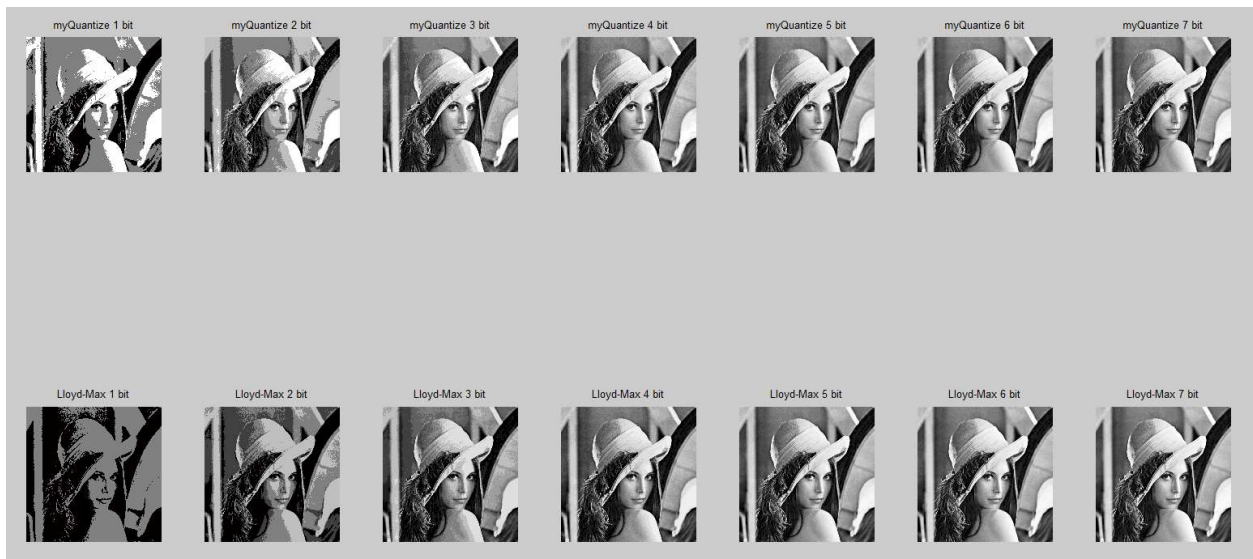 myQuantize 1 bit
myQuantize 2 bit
myQuantize 3 bit
myQuantize 4 bit
myQuantize 5 bit
myQuantize 6 bit
myQuantize 7 bit
Lloyd-Max 1 bit
Lloyd-Max 2 bit
Lloyd-Max 3 bit
Lloyd-Max 4 bit
Lloyd-Max 5 bit
Lloyd-Max 6 bit
Lloyd-Max 7 bit